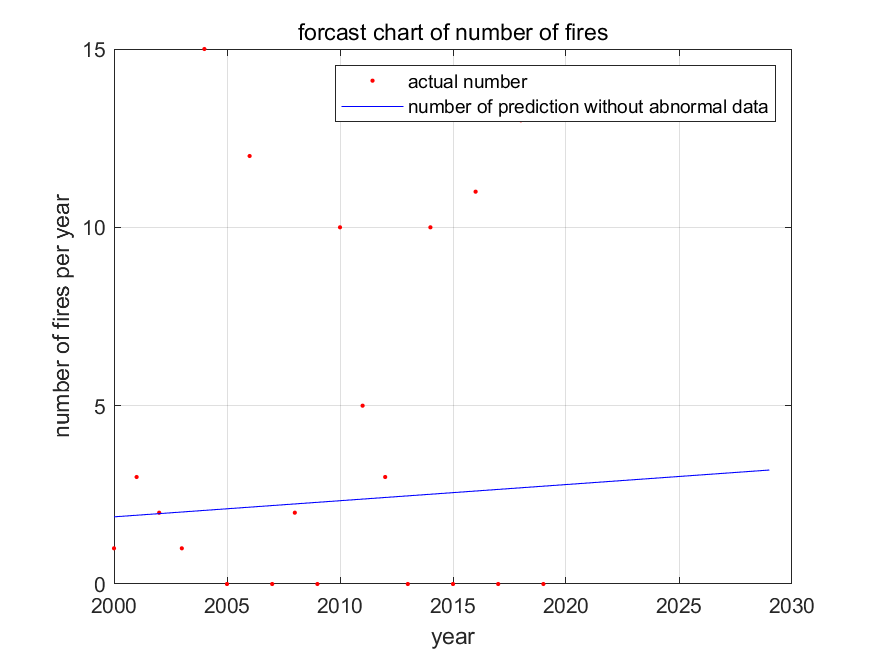 forcast chart of number of fires
15
10
5
0
number of fires per year
actual number
number of prediction without abnormal data
2000 2005 2010 2015 2020 2025 2030
year